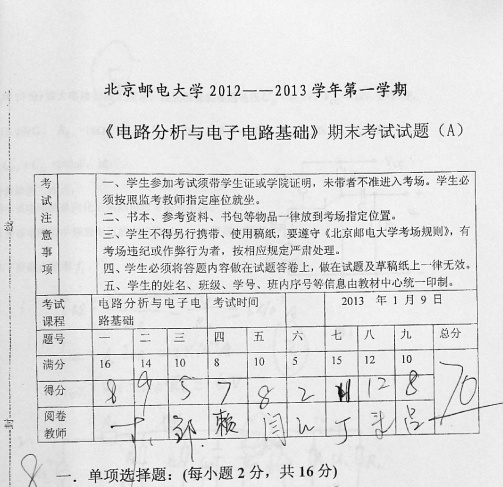 北京邮电大学 2012——2013 学年第一学期
《电路分析与电子电路基础》期末考试试题（A）
考试注意事项
一、学生参加考试须带学生证或学院证明，未带者不准进入考场。学生必
须按照监考教师指定座位就坐。
二、书本、参考资料、书包等物品一律放到考场指定位置。
三、学生不得另行携带、使用稿纸，要遵守《北京邮电大学考场规则》，有
考场违纪或作弊行为者，按相应规定严肃处理。
四、学生必须将答题内容做在试题答卷上，做在试题及草稿纸上一律无效。
五、学生的姓名、班级、学号、班内序号等信息由教材中心统一印制。
考试课程 电路分析与电子电路基础 考试时间 2013 年 1 月 9 日
题号 一 二 三 四 五 六 七 八 九 总分
满分 16 14 10 8 10 5 15 12 10
得分 8 9 5 7 8 2 11 12 8 70
阅卷教师 赖 闫 丁 吕
8
一．单项选择题：(每小题 2 分，共 16 分)